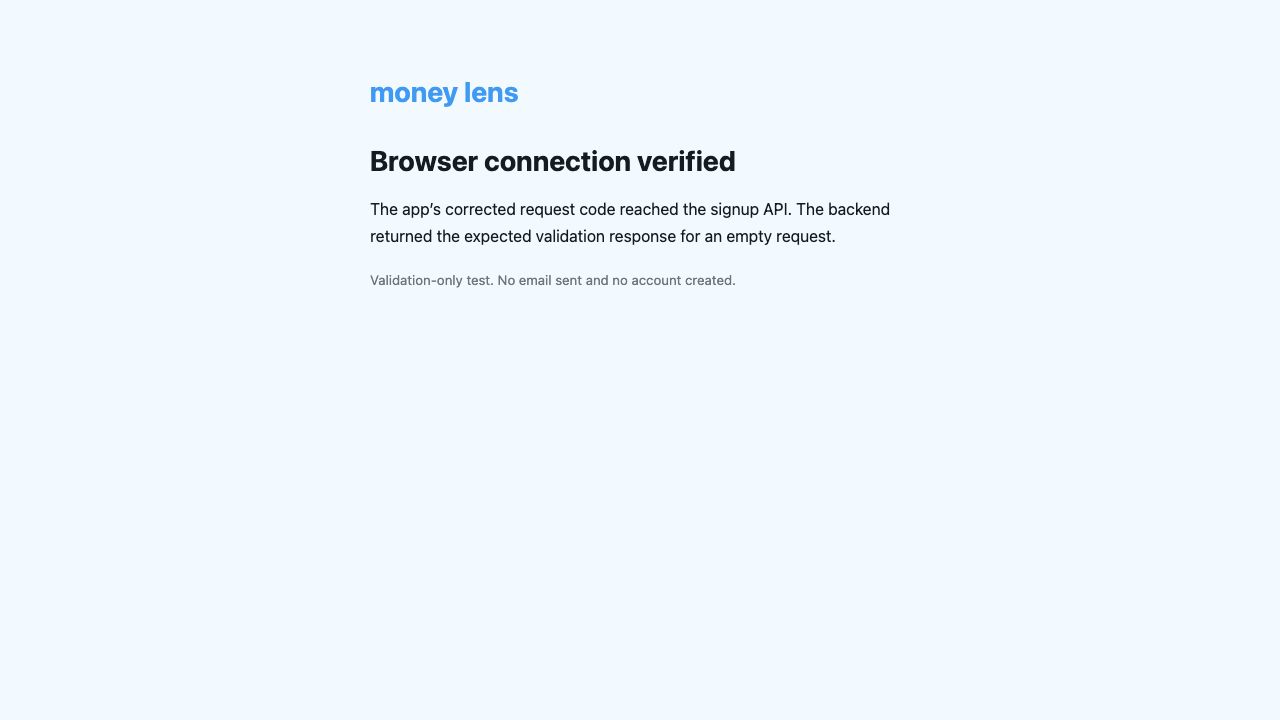 money lens
Browser connection verified
The app’s corrected request code reached the signup API. The backend
returned the expected validation response for an empty request.
Validation-only test. No email sent and no account created.